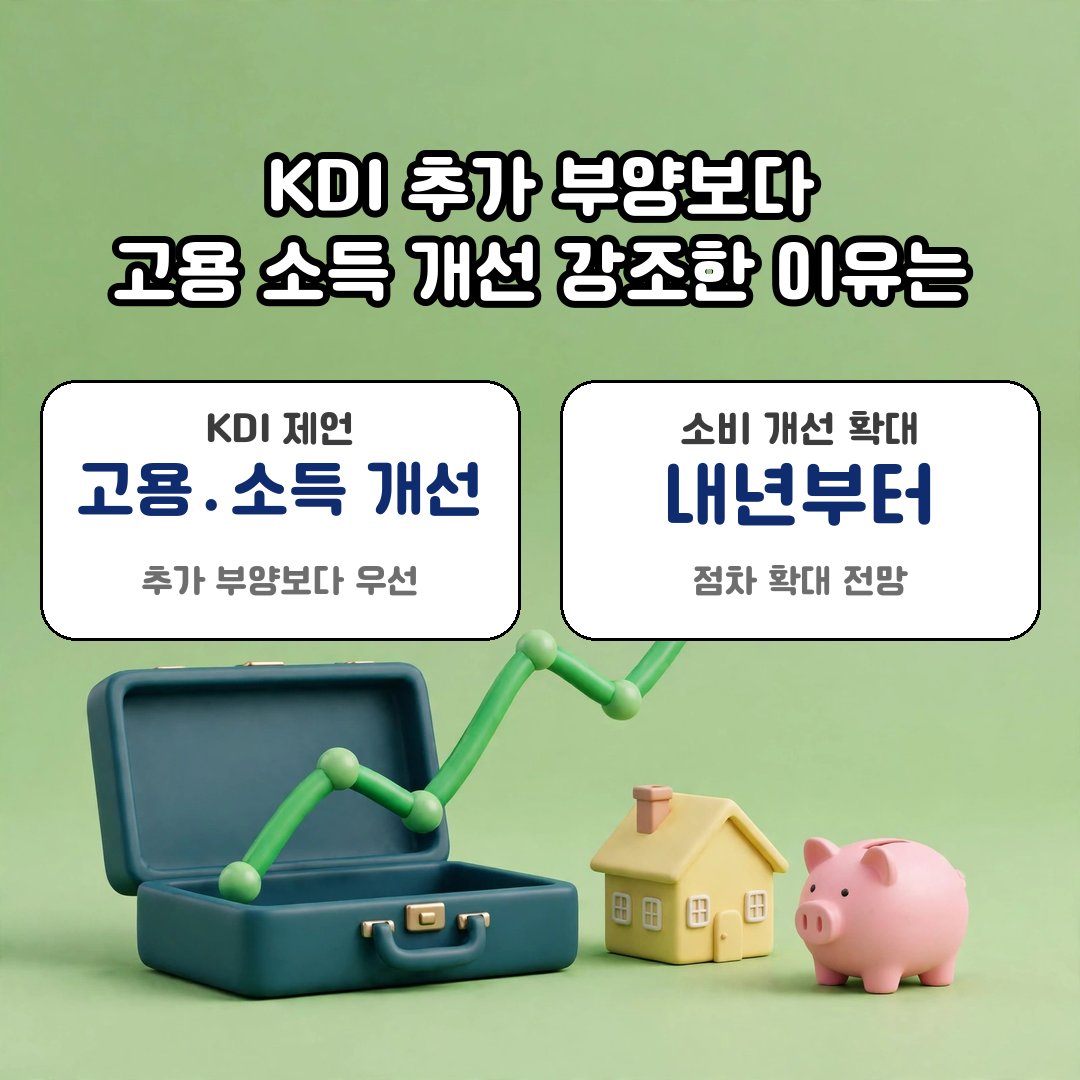 KDI 추가 부양보다
고용 소득 개선 강조한 이유는
KDI 제언
고용.소득 개선
추가 부양보다 우선
소비 개선 확대
내년부터
점차 확대 전망